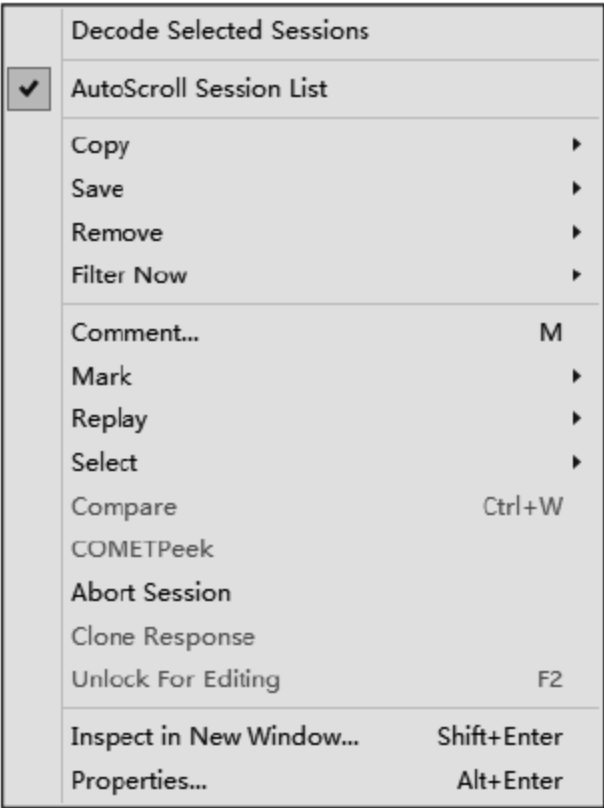 Decode Selected Sessions
AutoScroll Session List
Copy
Save
Remove
Filter Now
Comment... M
Mark
Replay
Select
Compare Ctrl+W
COMETPeek
Abort Session
Clone Response
Unlock For Editing F2
Inspect in New Window... Shift+Enter
Properties... Alt+Enter